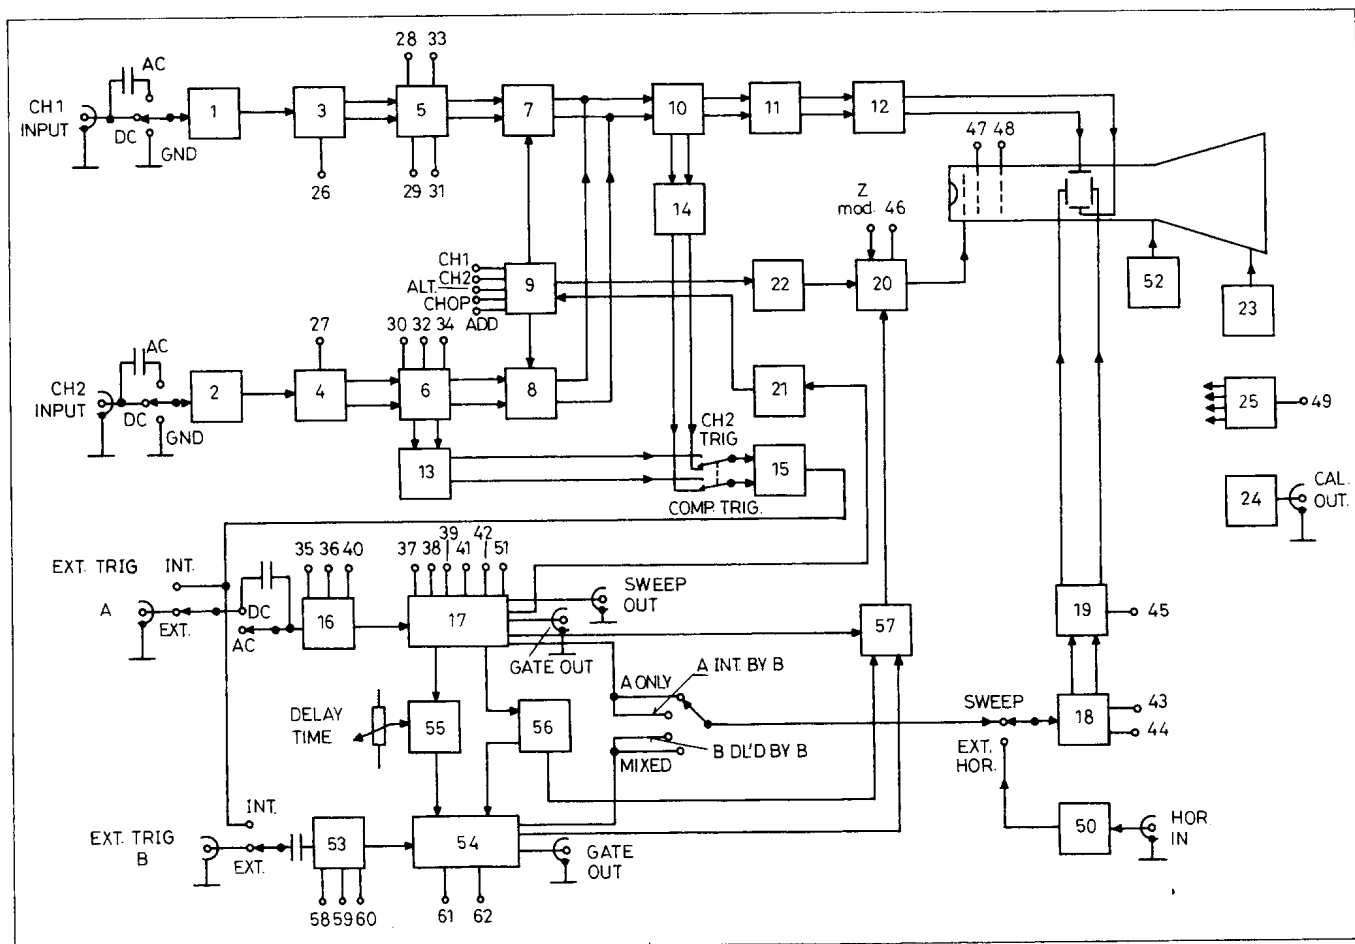 28 33
AC
CH1
INPUT
DC
GND
1
3
5
7
10
11
12
26
29 31
47 48
14
Z
mod. 46
CH1
CH2
ALT.
CHOP
ADD
9
22
20
52
23
27
30 32 34
AC
CH2
INPUT
DC
GND
2
4
6
8
21
25
49
CH2
TRIG
13
15
COMP. TRIG.
24
CAL.
OUT.
EXT. TRIG
A
INT.
EXT.
DC
AC
35 36 40
37 38 39 41 42 51
16
17
SWEEP
OUT
GATE OUT
57
19
45
A INT. BY B
A ONLY
DELAY
TIME
55
56
B DL'D BY B
MIXED
SWEEP
EXT.
HOR.
18
43
44
INT.
EXT. TRIG
B
EXT.
53
54
GATE
OUT
50
HOR.
IN
58 59 60
61 62